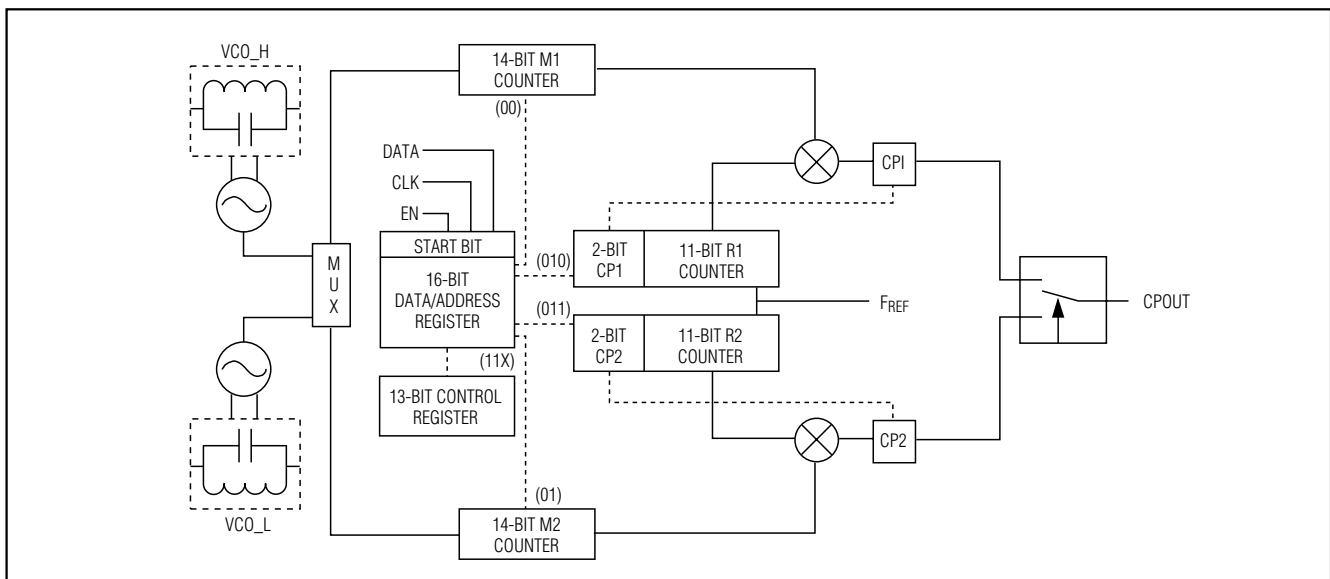 VCO_H
14-BIT M1
COUNTER
(00)
DATA
CLK
EN
CPI
START BIT
16-BIT
DATA/ADDRESS
REGISTER
(010)
2-BIT
CP1
11-BIT R1
COUNTER
M
U
X
FREF
CPOUT
(011)
2-BIT
CP2
11-BIT R2
COUNTER
(11X)
13-BIT CONTROL
REGISTER
CP2
VCO_L
(01)
14-BIT M2
COUNTER